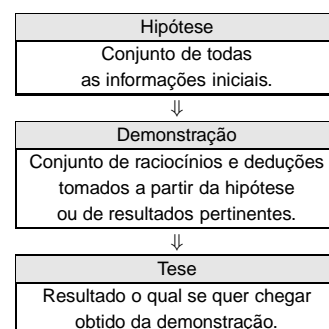 Hipótese
Conjunto de todas
as informações iniciais.
⇓
Demonstração
Conjunto de raciocínios e deduções
tomados a partir da hipótese
ou de resultados pertinentes.
⇓
Tese
Resultado o qual se quer chegar
obtido da demonstração.